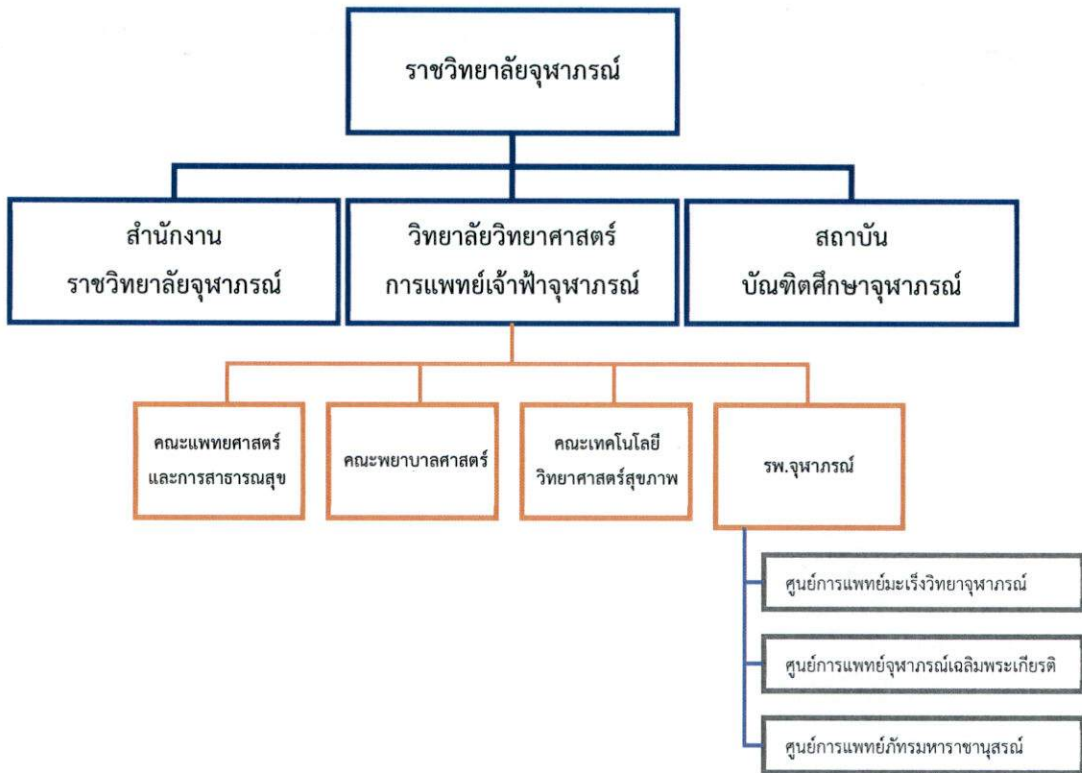 ราชวิทยาลัยจุฬาภรณ์
สำนักงาน
ราชวิทยาลัยจุฬาภรณ์
วิทยาลัยวิทยาศาสตร์
การแพทย์เจ้าฟ้าจุฬาภรณ์
สถาบัน
บัณฑิตศึกษาจุฬาภรณ์
คณะแพทยศาสตร์
และการสาธารณสุข
คณะพยาบาลศาสตร์
คณะเทคโนโลยี
วิทยาศาสตร์สุขภาพ
รพ.จุฬาภรณ์
ศูนย์การแพทย์มะเร็งวิทยาจุฬาภรณ์
ศูนย์การแพทย์จุฬาภรณ์เฉลิมพระเกียรติ
ศูนย์การแพทย์ภัทรมหาราชานุสรณ์